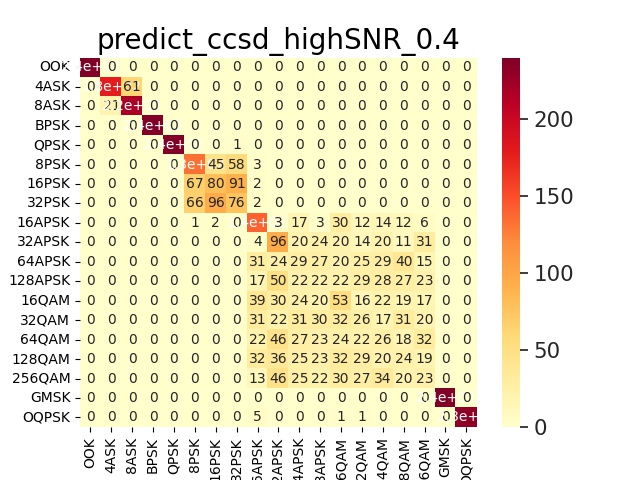 predict_ccsd_highSNR_0.4
OOK 0 0 0 0 0 0 0 0 0 0 0 0 0 0 0 0 0 0
4ASK 0 61 0 0 0 0 0 0 0 0 0 0 0 0 0 0 0 0
8ASK 0 21 0 0 0 0 0 0 0 0 0 0 0 0 0 0 0 0
BPSK 0 0 0 0 0 0 0 0 0 0 0 0 0 0 0 0 0 0
QPSK 0 0 0 0 0 0 1 0 0 0 0 0 0 0 0 0 0 0
8PSK 0 0 0 0 0 45 58 3 0 0 0 0 0 0 0 0 0 0
16PSK 0 0 0 0 0 67 80 91 2 0 0 0 0 0 0 0 0 0 0
32PSK 0 0 0 0 0 66 96 76 2 0 0 0 0 0 0 0 0 0 0
16APSK 0 0 0 0 0 1 2 0 3 17 3 30 12 14 12 6 0 0
32APSK 0 0 0 0 0 0 0 0 4 96 20 24 20 14 20 11 31 0 0
64APSK 0 0 0 0 0 0 0 0 31 24 29 27 20 25 29 40 15 0 0
128APSK 0 0 0 0 0 0 0 0 17 50 22 22 22 29 28 27 23 0 0
16QAM 0 0 0 0 0 0 0 0 39 30 24 20 53 16 22 19 17 0 0
32QAM 0 0 0 0 0 0 0 0 31 22 31 30 32 26 17 31 20 0 0
64QAM 0 0 0 0 0 0 0 0 22 46 27 23 24 22 26 18 32 0 0
128QAM 0 0 0 0 0 0 0 0 32 36 25 23 32 29 20 24 19 0 0
256QAM 0 0 0 0 0 0 0 0 13 46 25 22 30 27 34 20 23 0 0
GMSK 0 0 0 0 0 0 0 0 0 0 0 0 0 0 0 0 0 0
OQPSK 0 0 0 0 0 0 0 0 5 0 0 0 1 1 0 0 0 0
OOK 4ASK 8ASK BPSK QPSK 8PSK 16PSK 32PSK GMSK
200
150
100
50
0